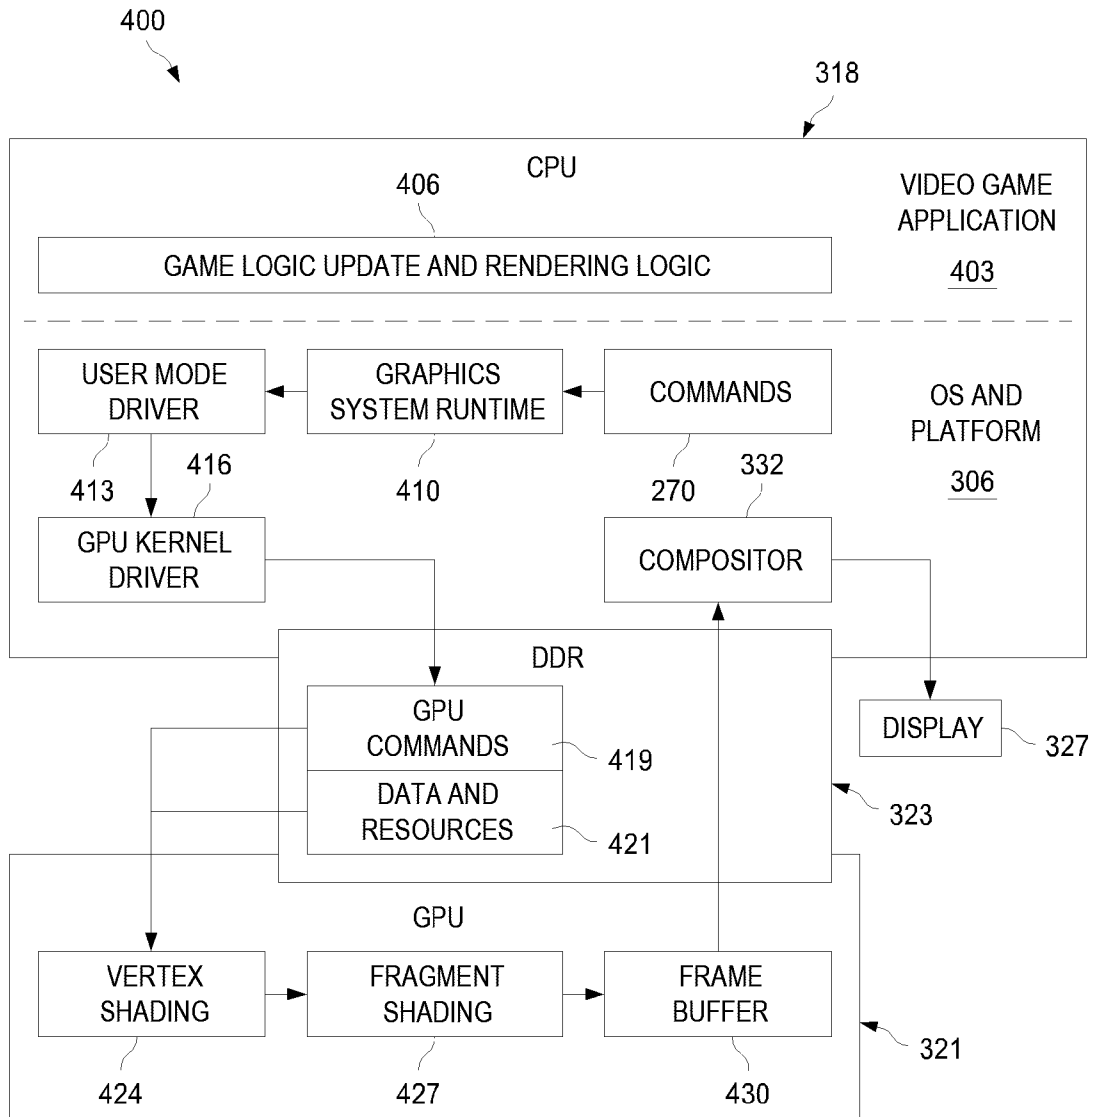 400
318
CPU
406
VIDEO GAME
APPLICATION
403
GAME LOGIC UPDATE AND RENDERING LOGIC
USER MODE
DRIVER
GRAPHICS
SYSTEM RUNTIME
COMMANDS
OS AND
PLATFORM
306
413
416
410
270
332
GPU KERNEL
DRIVER
COMPOSITOR
DDR
GPU
COMMANDS
419
DISPLAY
327
DATA AND
RESOURCES
421
323
GPU
VERTEX
SHADING
FRAGMENT
SHADING
FRAME
BUFFER
321
424
427
430